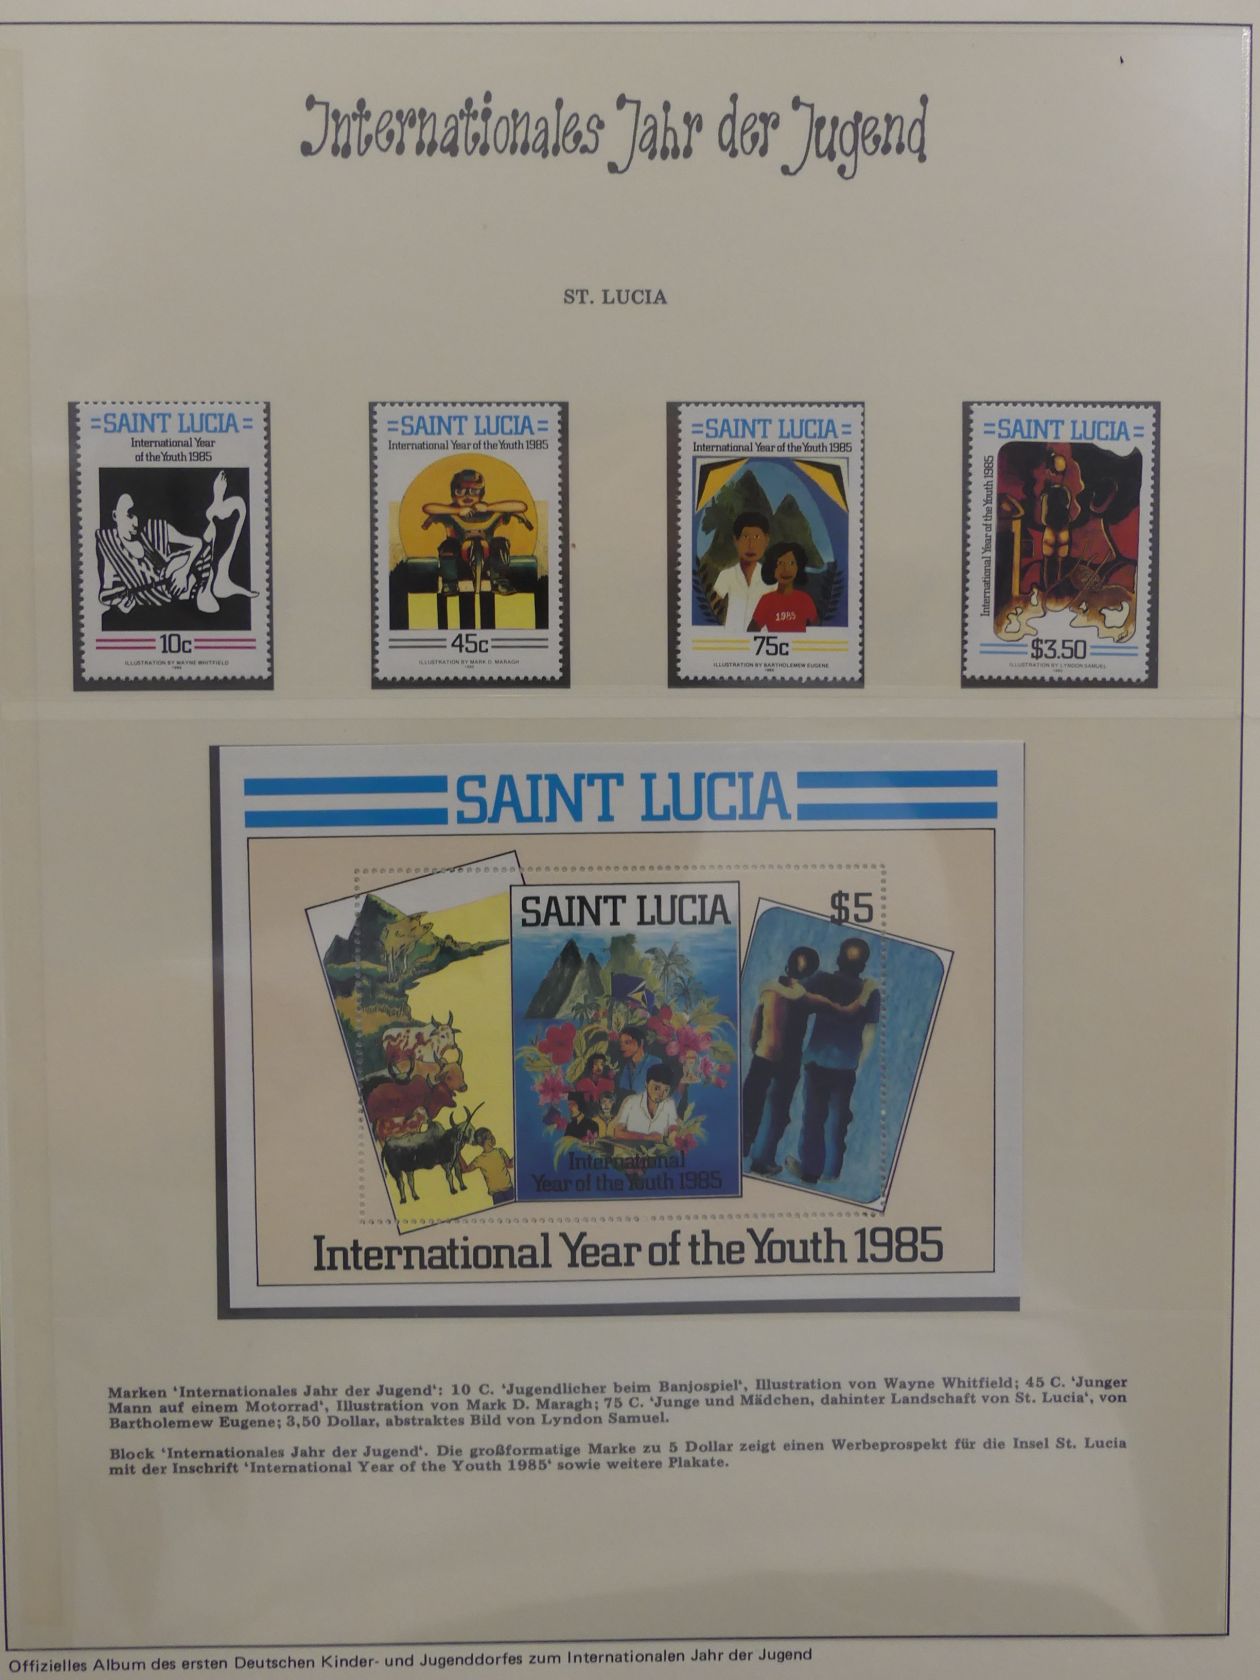 Internationales Jahr der Jugend
ST. LUCIA
=SAINT LUCIA=
International Year
of the Youth 1985
10c
ILLUSTRATION BY WAYNE WHITFIELD
1985
=SAINT LUCIA=
International Year of the Youth 1985
45c
ILLUSTRATION BY MARK D. MARAGH
1985
=SAINT LUCIA=
International Year of the Youth 1985
1985
75c
ILLUSTRATION BY BARTHOLEMEW EUGENE
1985
=SAINT LUCIA=
International Year of the Youth 1985
$3.50
ILLUSTRATION BY LYNDON SAMUEL
1985
SAINT LUCIA
SAINT LUCIA
$5
International
Year of the Youth 1985
International Year of the Youth 1985
Marken ‘Internationales Jahr der Jugend‘: 10 C. ‘Jugendlicher beim Banjospiel‘, Illustration von Wayne Whitfield; 45 C. ‘Junger
Mann auf einem Motorrad‘, Illustration von Mark D. Maragh; 75 C. ‘Junge und Mädchen, dahinter Landschaft von St. Lucia‘, von
Bartholemew Eugene; 3,50 Dollar, abstraktes Bild von Lyndon Samuel.
Block ‘Internationales Jahr der Jugend‘. Die großformatige Marke zu 5 Dollar zeigt einen Werbeprospekt für die Insel St. Lucia
mit der Inschrift ‘International Year of the Youth 1985‘ sowie weitere Plakate.
Offizielles Album des ersten Deutschen Kinder- und Jugenddorfes zum Internationalen Jahr der Jugend